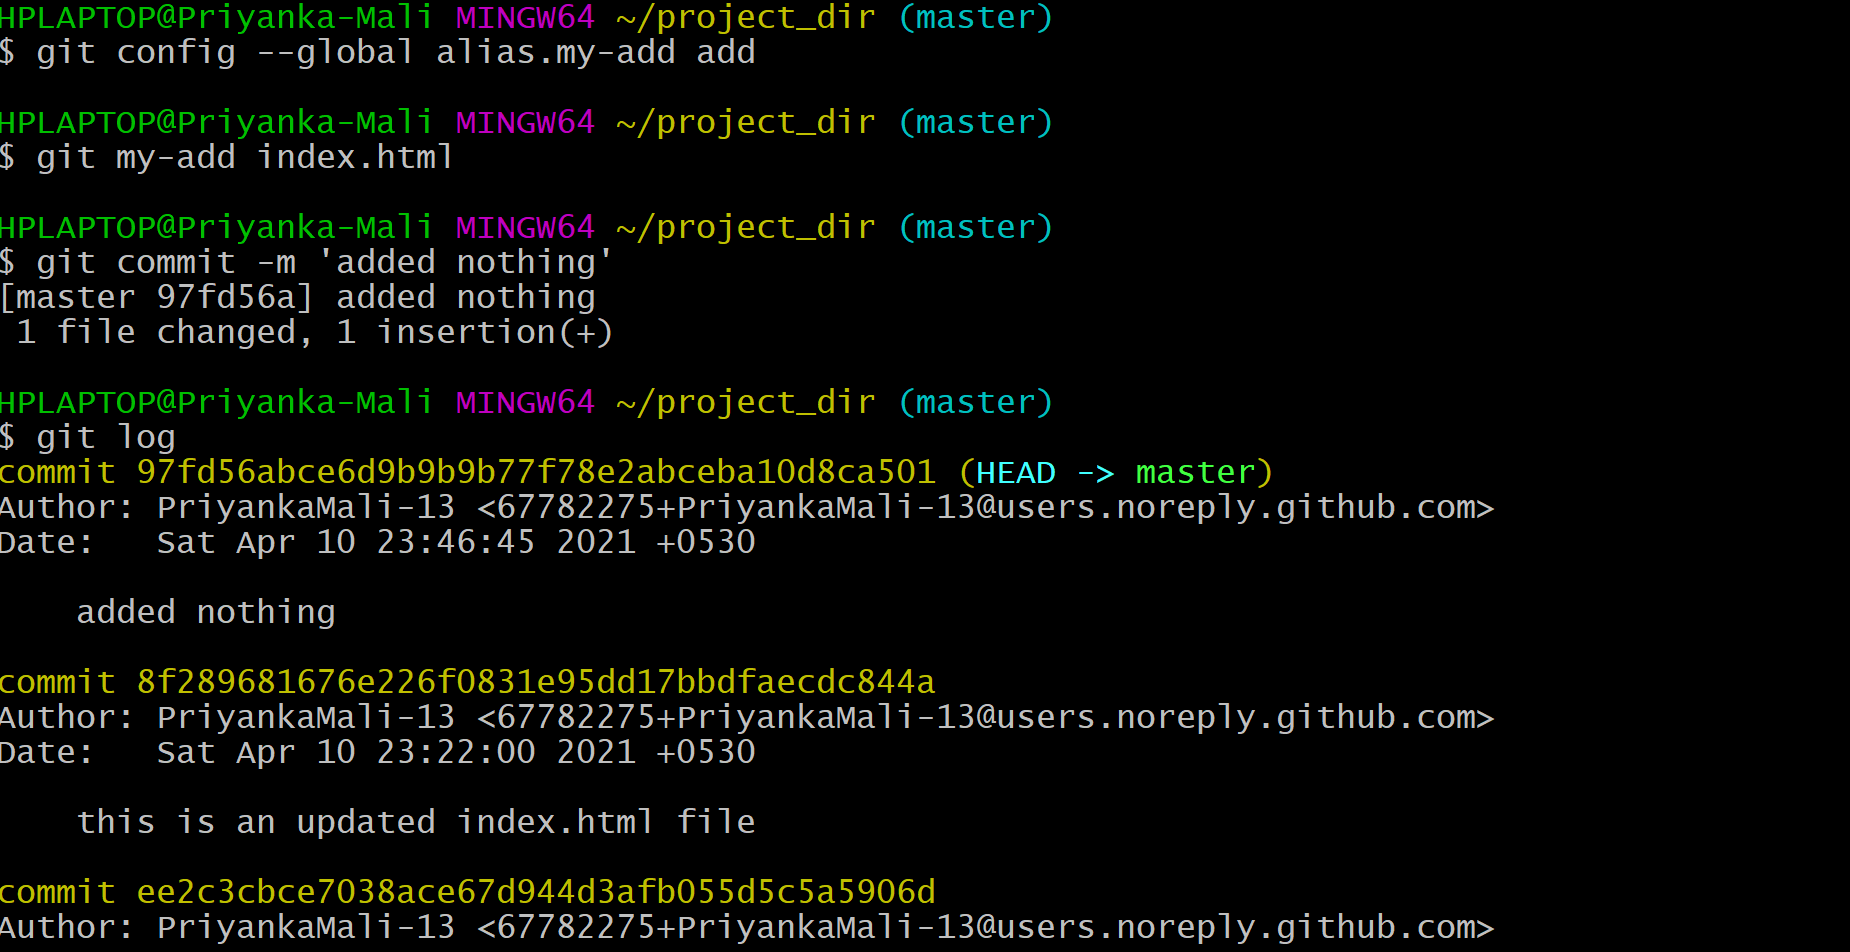 HPLAPTOP@Priyanka-Mali MINGW64 ~/project_dir (master)
$ git config --global alias.my-add add
HPLAPTOP@Priyanka-Mali MINGW64 ~/project_dir (master)
$ git my-add index.html
HPLAPTOP@Priyanka-Mali MINGW64 ~/project_dir (master)
$ git commit -m 'added nothing'
[master 97fd56a] added nothing
 1 file changed, 1 insertion(+)
HPLAPTOP@Priyanka-Mali MINGW64 ~/project_dir (master)
$ git log
commit 97fd56abce6d9b9b9b77f78e2abceba10d8ca501 (HEAD -> master)
Author: PriyankaMali-13 <67782275+PriyankaMali-13@users.noreply.github.com>
Date:   Sat Apr 10 23:46:45 2021 +0530
    added nothing
commit 8f289681676e226f0831e95dd17bbdfaecdc844a
Author: PriyankaMali-13 <67782275+PriyankaMali-13@users.noreply.github.com>
Date:   Sat Apr 10 23:22:00 2021 +0530
    this is an updated index.html file
commit ee2c3cbce7038ace67d944d3afb055d5c5a5906d
Author: PriyankaMali-13 <67782275+PriyankaMali-13@users.noreply.github.com>